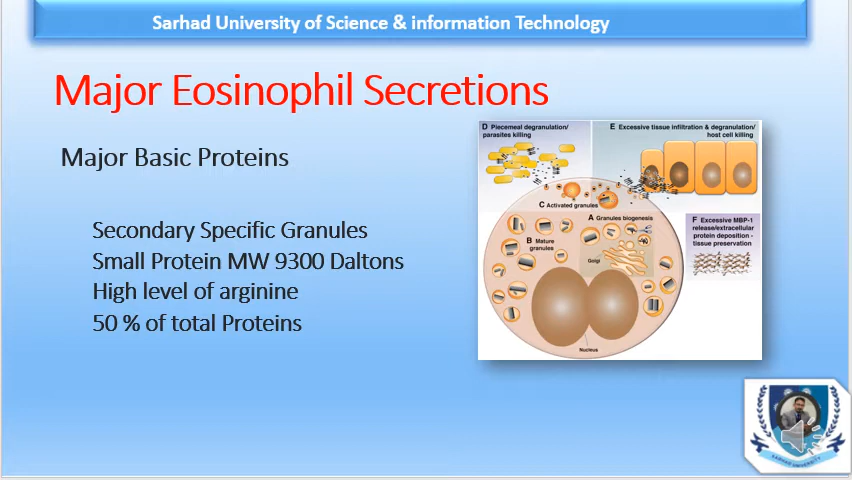 Sarhad University of Science & information Technology
Major Eosinophil Secretions
Major Basic Proteins
Secondary Specific Granules
Small Protein MW 9300 Daltons
High level of arginine
50 % of total Proteins
D Piecemeal degranulation/
parasites killing
E Excessive tissue infiltration & degranulation/
host cell killing
C Activated granules
A Granules biogenesis
B Mature
granules
Golgi
Nucleus
F Excessive MBP-1
release/extracellular
protein deposition -
tissue preservation
SARHAD UNIVERSITY